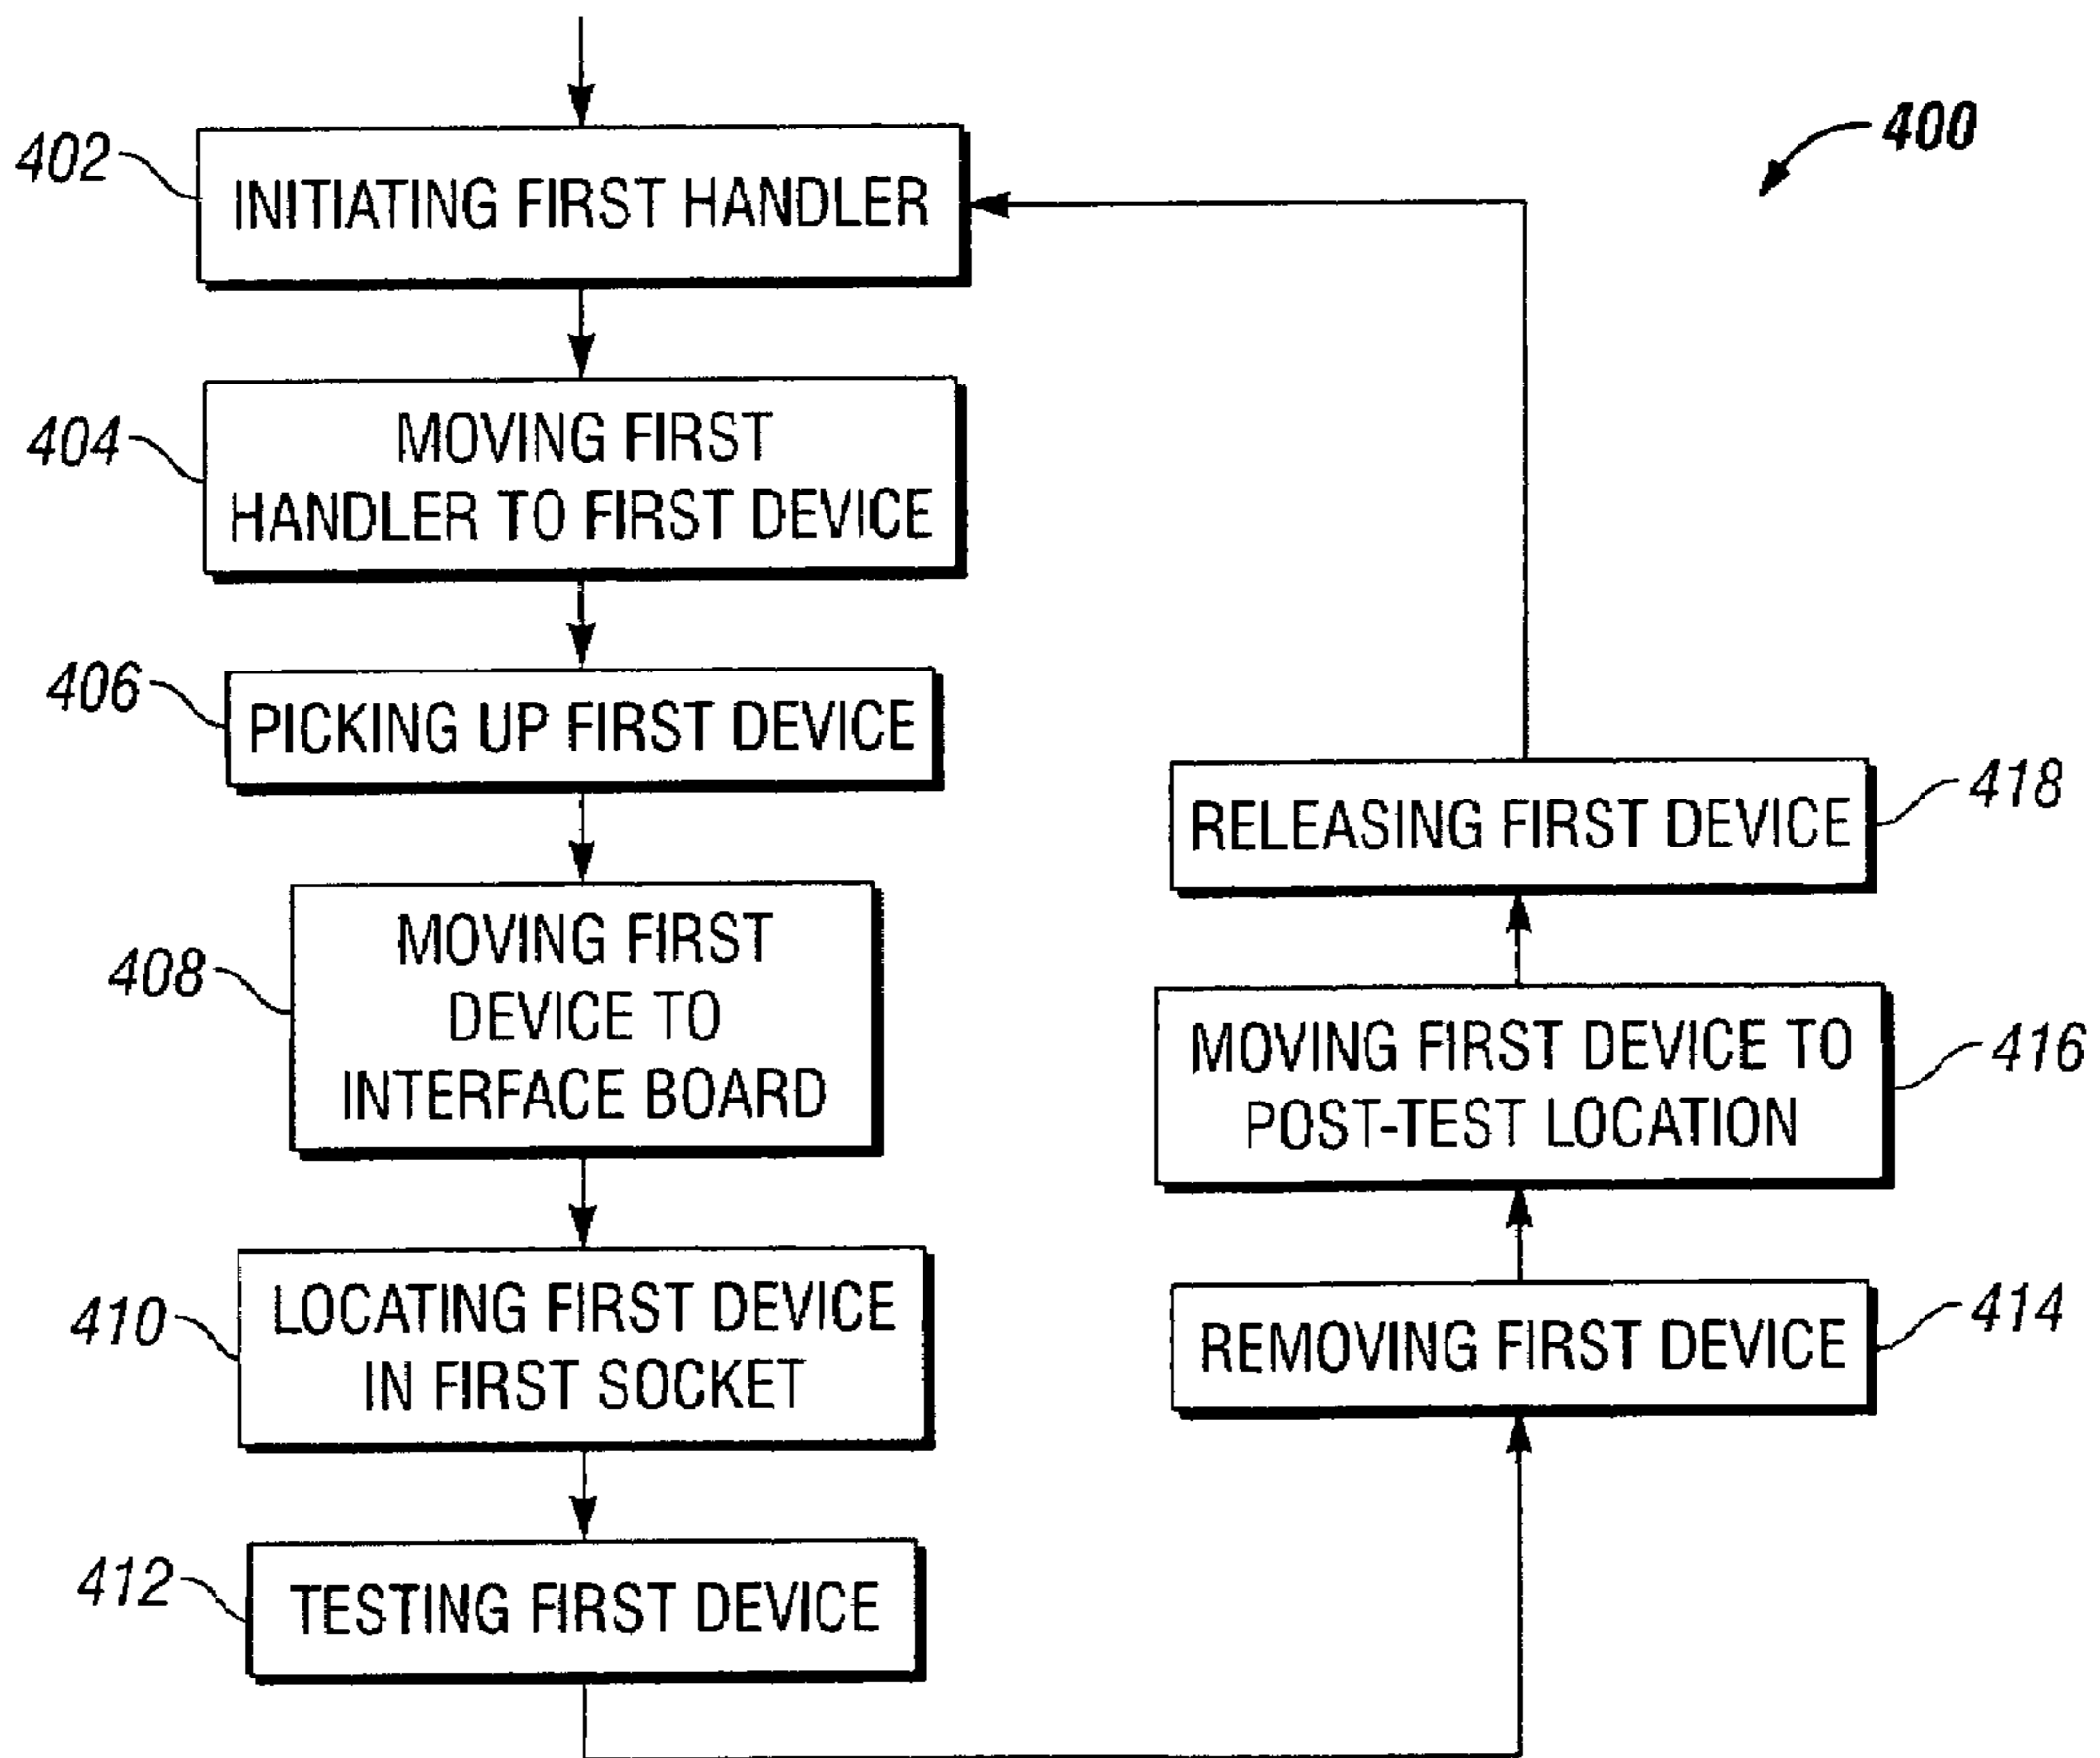 400
402
INITIATING FIRST HANDLER
404
MOVING FIRST
HANDLER TO FIRST DEVICE
406
PICKING UP FIRST DEVICE
408
MOVING FIRST
DEVICE TO
INTERFACE BOARD
410
LOCATING FIRST DEVICE
IN FIRST SOCKET
412
TESTING FIRST DEVICE
414
REMOVING FIRST DEVICE
416
MOVING FIRST DEVICE TO
POST-TEST LOCATION
418
RELEASING FIRST DEVICE